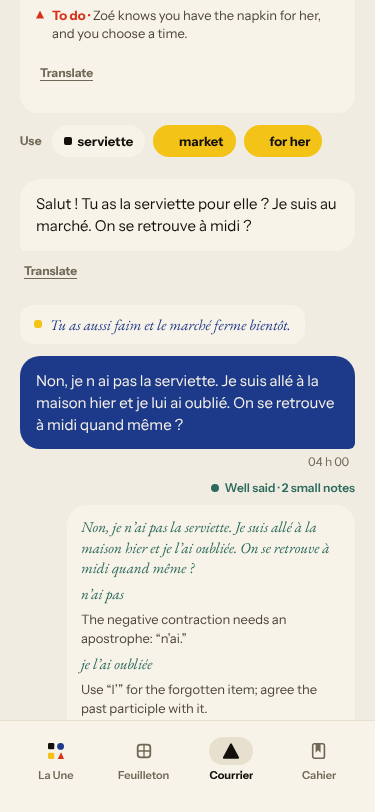 To do · Zoé knows you have the napkin for her,
and you choose a time.
Translate
Use serviette market for her
Salut ! Tu as la serviette pour elle ? Je suis au
marché. On se retrouve à midi ?
Translate
Tu as aussi faim et le marché ferme bientôt.
Non, je n ai pas la serviette. Je suis allé à la
maison hier et je lui ai oublié. On se retrouve
à midi quand même ?
04 h 00
Well said · 2 small notes
Non, je n’ai pas la serviette. Je suis allé à la
maison hier et je l’ai oubliée. On se retrouve à
midi quand même ?
n’ai pas
The negative contraction needs an
apostrophe: “n’ai.”
je l’ai oubliée
Use “l’” for the forgotten item; agree the
past participle with it.
La Une Feuilleton Courrier Cahier